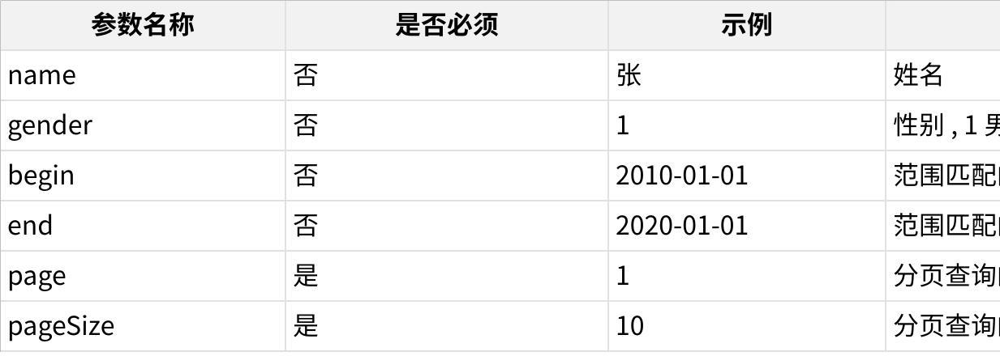 参数名称 是否必须 示例
name 否 张 姓名
gender 否 1 性别 , 1 男
begin 否 2010-01-01 范围匹配
end 否 2020-01-01 范围匹配
page 是 1 分页查询
pageSize 是 10 分页查询